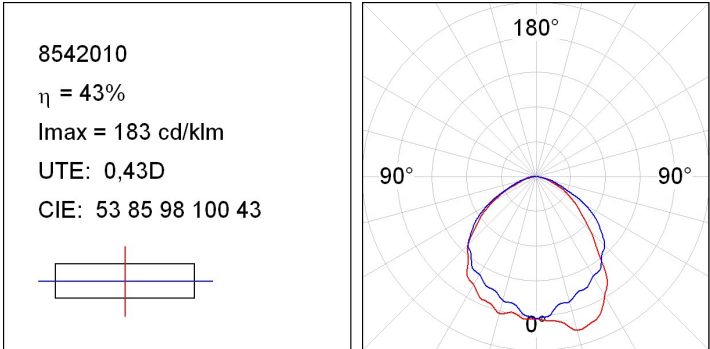 8542010
η = 43%
Imax = 183 cd/klm
UTE: 0,43D
CIE: 53 85 98 100 43
180°
90° 90°
0°